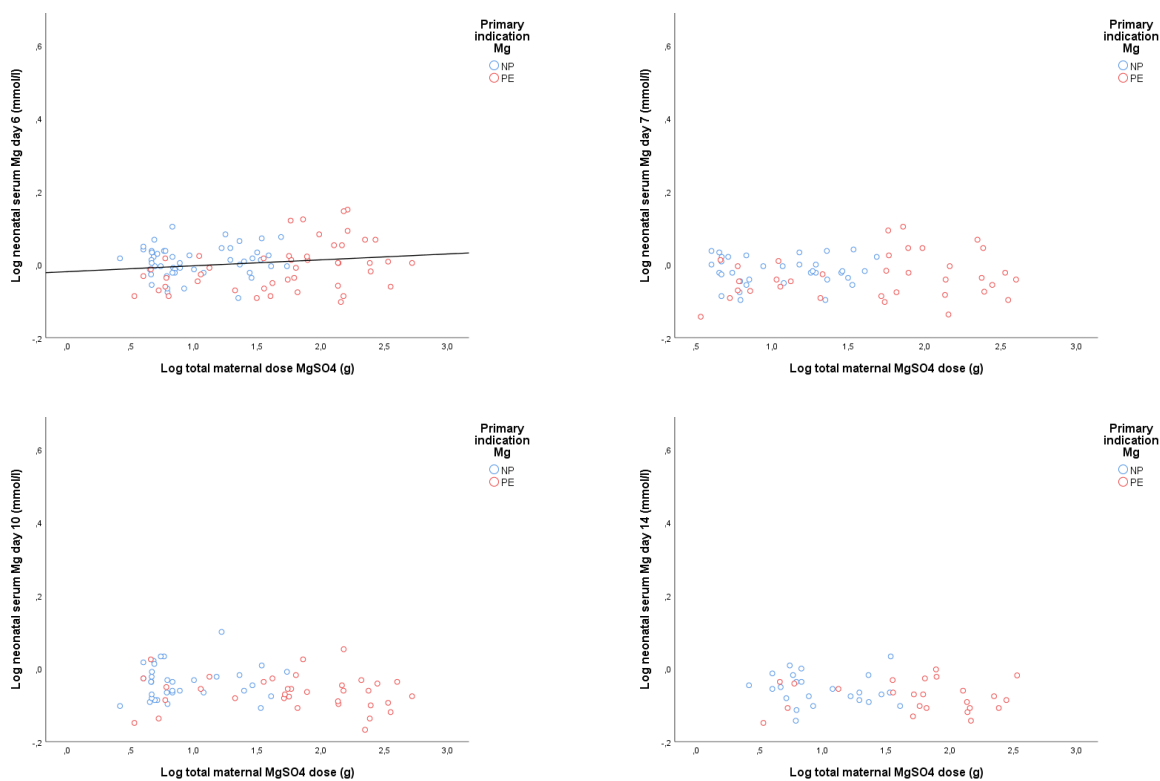 Primary
indication
Mg
NP
PE
Log neonatal serum Mg day 6 (mmol/l)
,6
,4
,2
,0
-,2
,0
,5
1,0
1,5
2,0
2,5
3,0
Log total maternal dose MgSO4 dose (g)
Primary
indication
Mg
NP
PE
Log neonatal serum Mg day 7 (mmol/l)
,6
,4
,2
,0
-,2
,5
1,0
1,5
2,0
2,5
3,0
Log total maternal MgSO4 dose (g)
Primary
indication
Mg
NP
PE
Log neonatal serum Mg day 10 (mmol/l)
,6
,4
,2
,0
-,2
,0
,5
1,0
1,5
2,0
2,5
3,0
Log total maternal MgSO4 dose (g)
Primary
indication
Mg
NP
PE
Log neonatal serum Mg day 14 (mmol/l)
,6
,4
,2
,0
-,2
,0
,5
1,0
1,5
2,0
2,5
3,0
Log total maternal MgSO4 dose (g)